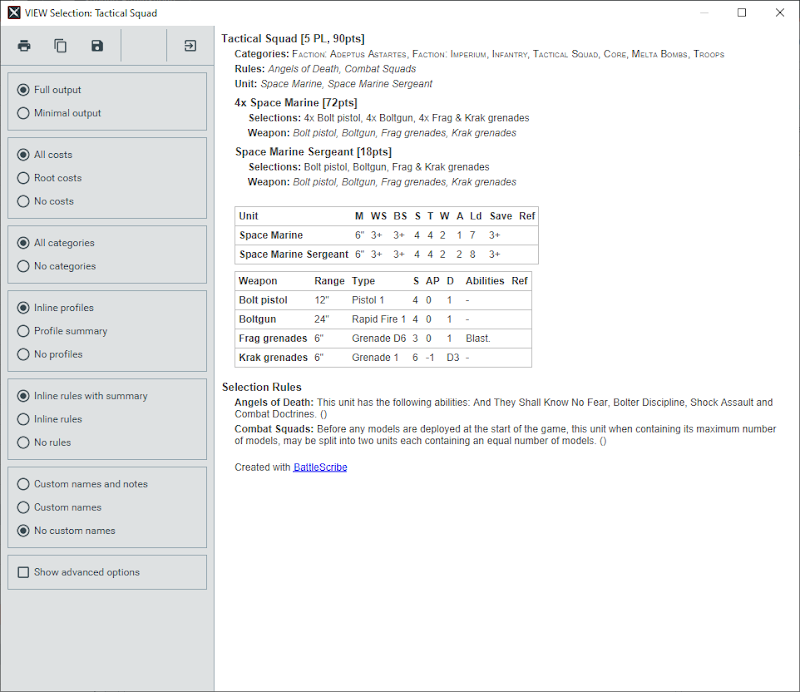 VIEW Selection: Tactical Squad
Full output
Minimal output
All costs
Root costs
No costs
All categories
No categories
Inline profiles
Profile summary
No profiles
Inline rules with summary
Inline rules
No rules
Custom names and notes
Custom names
No custom names
Show advanced options
Tactical Squad [5 PL, 90pts]
Categories: Faction: Adeptus Astartes, Faction: Imperium, Infantry, Tactical Squad, Core, Melta Bombs, Troops
Rules: Angels of Death, Combat Squads
Unit: Space Marine, Space Marine Sergeant
4x Space Marine [72pts]
Selections: 4x Bolt pistol, 4x Boltgun, 4x Frag & Krak grenades
Weapon: Bolt pistol, Boltgun, Frag grenades, Krak grenades
Space Marine Sergeant [18pts]
Selections: Bolt pistol, Boltgun, Frag & Krak grenades
Weapon: Bolt pistol, Boltgun, Frag grenades, Krak grenades
Unit M WS BS S T W A Ld Save Ref
Space Marine 6" 3+ 3+ 4 4 2 1 7 3+
Space Marine Sergeant 6" 3+ 3+ 4 4 2 2 8 3+
Weapon Range Type S AP D Abilities Ref
Bolt pistol 12" Pistol 1 4 0 1 -
Boltgun 24" Rapid Fire 1 4 0 1 -
Frag grenades 6" Grenade D6 3 0 1 Blast.
Krak grenades 6" Grenade 1 6 -1 D3 -
Selection Rules
Angels of Death: This unit has the following abilities: And They Shall Know No Fear, Bolter Discipline, Shock Assault and
Combat Doctrines. ()
Combat Squads: Before any models are deployed at the start of the game, this unit when containing its maximum number
of models, may be split into two units each containing an equal number of models. ()
Created with BattleScribe